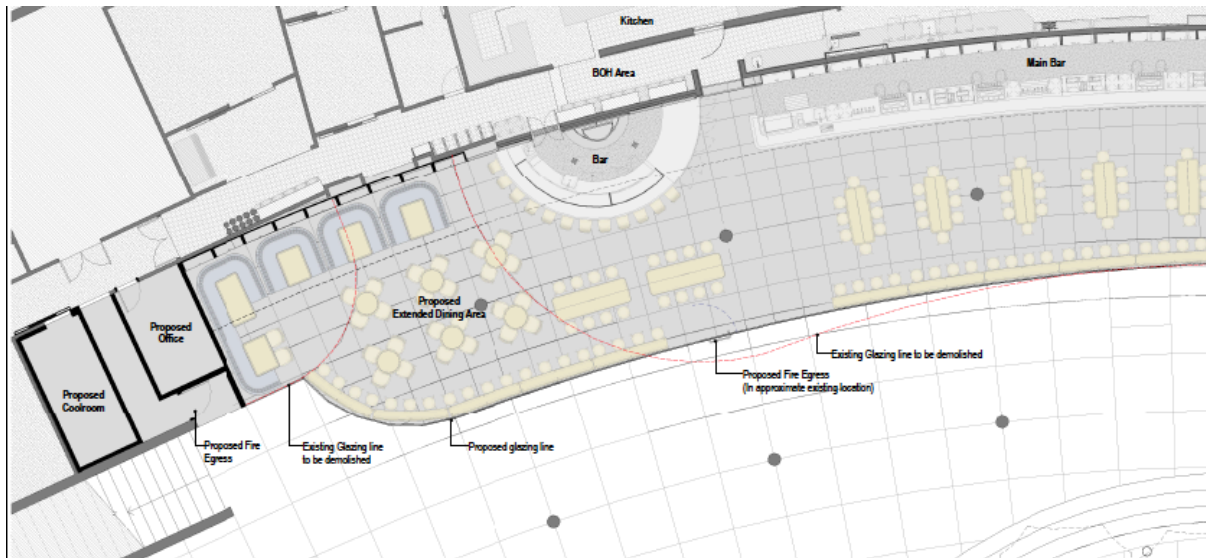 Kitchen
BOH Area
Main Bar
Bar
Proposed
Extended Dining Area
Proposed
Office
Proposed
Coolroom
Proposed Fire
Egress
Existing Glazing line
to be demolished
Proposed glazing line
Proposed Fire Egress
(In approximate existing location)
Existing Glazing line to be demolished